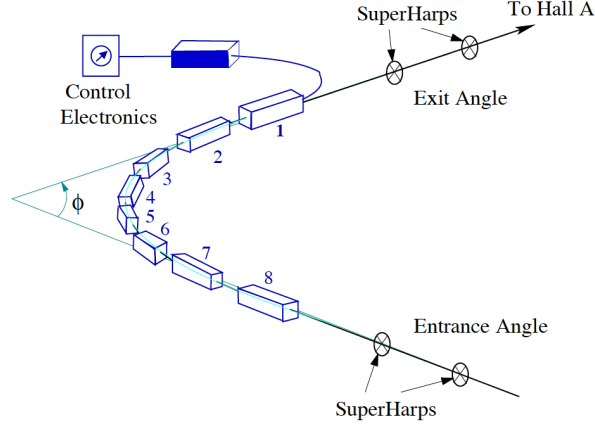 SuperHarps
To Hall A
Control
Electronics
Exit Angle
1
2
3
4
5
6
7
8
ϕ
Entrance Angle
SuperHarps